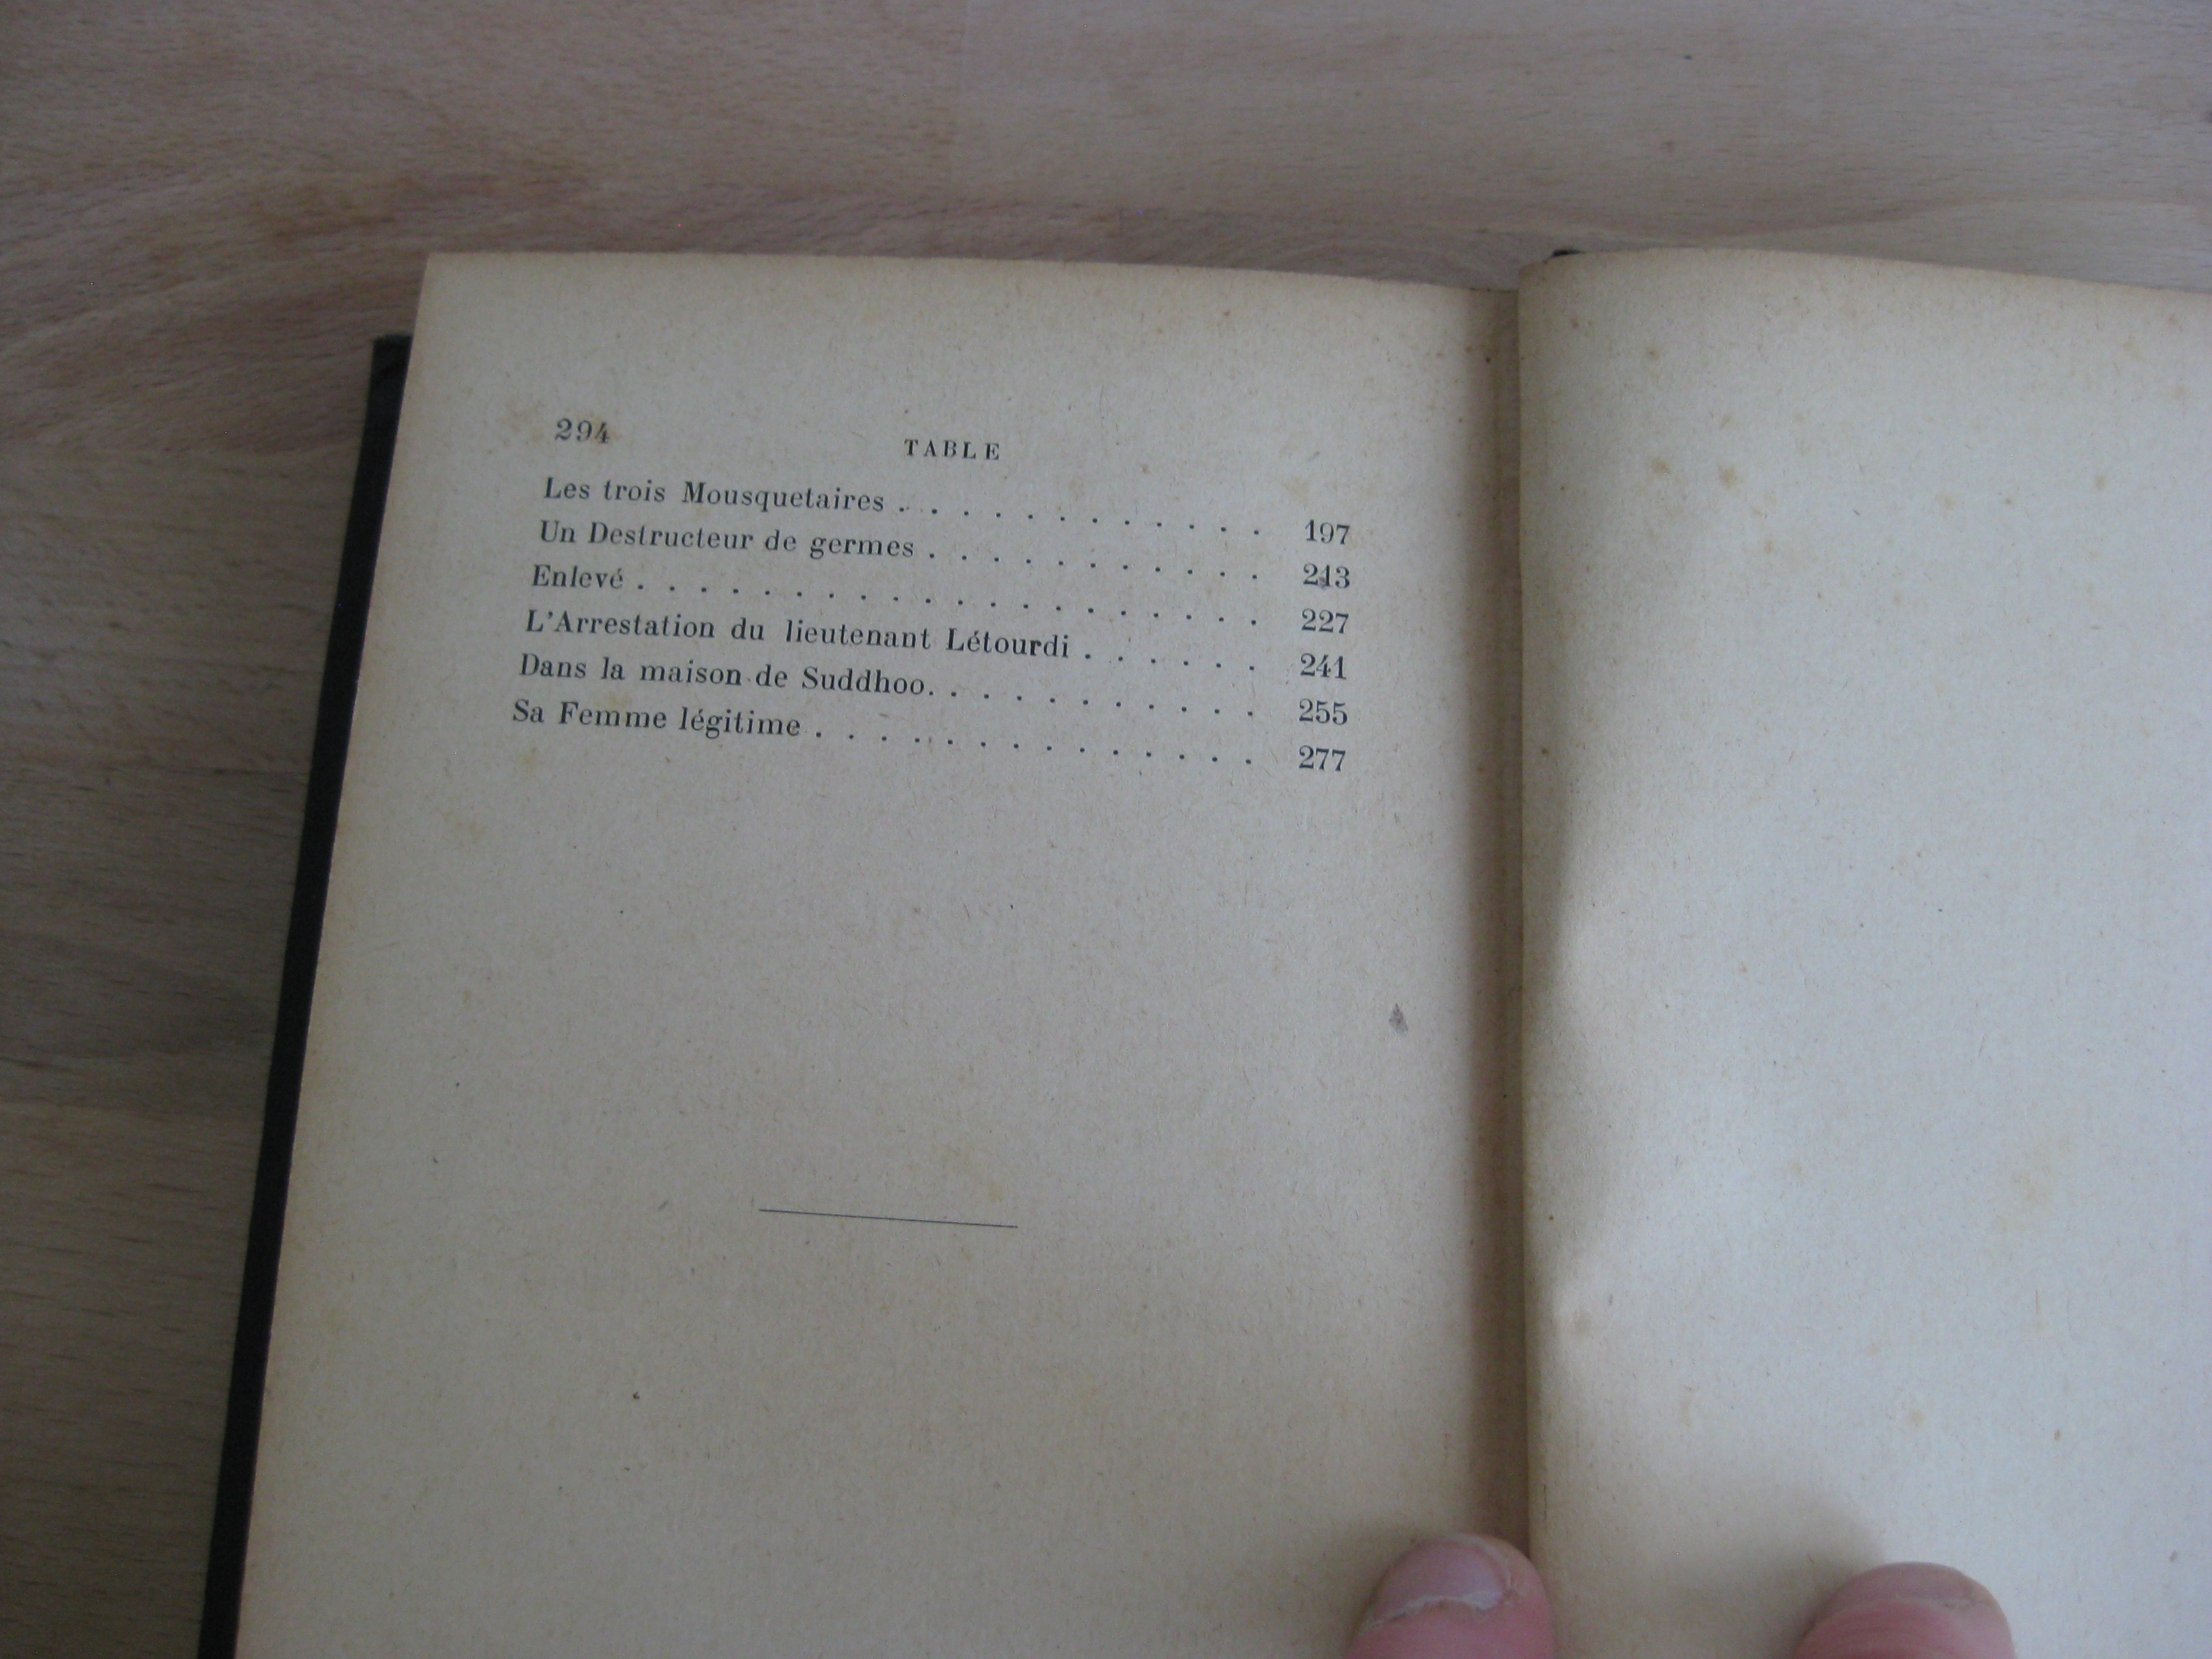 294 TABLE
Les trois Mousquetaires . . . . . . . . . . . . 197
Un Destructeur de germes . . . . . . . . . . . 213
Enlevé . . . . . . . . . . . . . . . . . . . . 227
L'Arrestation du lieutenant Létourdi . . . . . . 241
Dans la maison de Suddhoo. . . . . . . . . . . 255
Sa Femme légitime . . . . . . . . . . . . . . 277